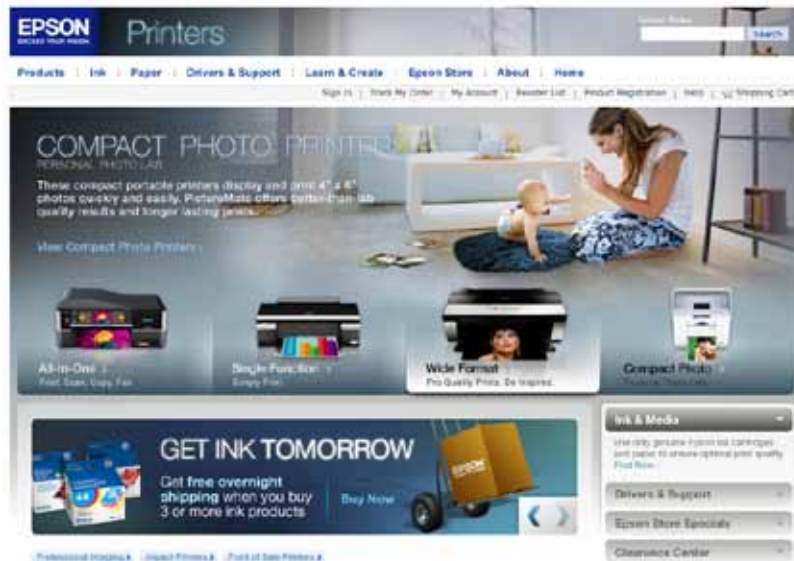 EPSON
EXCEED YOUR VISION
Printers
Search
Products Ink Paper Drivers & Support Learn & Create Epson Store About Home
Sign In | Track My Order | My Account | Reorder List | Product Registration | Help | Shopping Cart
COMPACT PHOTO PRINTER
PERSONAL PHOTO LAB
These compact portable printers display and print 4" x 6"
photos quickly and easily. PictureMate offers better-than-lab
quality results and longer lasting prints.
View Compact Photo Printers
All-in-One
Print, Scan, Copy, Fax
Single Function
Simply Print
Wide Format
Pro Quality Prints. Be Inspired.
Compact Photo
GET INK TOMORROW
Get free overnight
shipping when you buy
3 or more ink products
Buy Now
EPSON
Ink & Media
Use only genuine Epson ink cartridges
and paper to ensure optimal print quality.
Find Now
Drivers & Support
Epson Store Specials
Clearance Center
Professional Imaging
Impact Printers
Point of Sale Printers